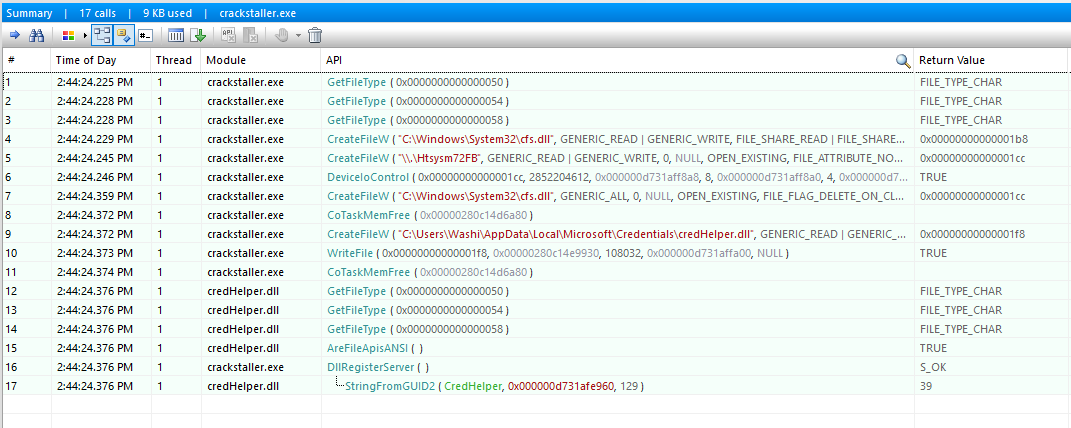 Summary | 17 calls | 9 KB used | crackstaller.exe
# Time of Day Thread Module API Return Value
1 2:44:24.225 PM 1 crackstaller.exe GetFileType ( 0x0000000000000050 ) FILE_TYPE_CHAR
2 2:44:24.228 PM 1 crackstaller.exe GetFileType ( 0x0000000000000054 ) FILE_TYPE_CHAR
3 2:44:24.228 PM 1 crackstaller.exe GetFileType ( 0x0000000000000058 ) FILE_TYPE_CHAR
4 2:44:24.229 PM 1 crackstaller.exe CreateFileW ( "C:\Windows\System32\cfs.dll", GENERIC_READ | GENERIC_WRITE, FILE_SHARE_READ | FILE_SHARE... 0x00000000000001b8
5 2:44:24.245 PM 1 crackstaller.exe CreateFileW ( "\\.\Htsysm72FB", GENERIC_READ | GENERIC_WRITE, 0, NULL, OPEN_EXISTING, FILE_ATTRIBUTE_NO... 0x00000000000001cc
6 2:44:24.246 PM 1 crackstaller.exe DeviceIoControl ( 0x00000000000001cc, 2852204612, 0x000000d731aff8a8, 8, 0x000000d731aff8a0, 4, 0x000000d7... TRUE
7 2:44:24.359 PM 1 crackstaller.exe CreateFileW ( "C:\Windows\System32\cfs.dll", GENERIC_ALL, 0, NULL, OPEN_EXISTING, FILE_FLAG_DELETE_ON_CL... 0x00000000000001cc
8 2:44:24.372 PM 1 crackstaller.exe CoTaskMemFree ( 0x00000280c14d6a80 )
9 2:44:24.372 PM 1 crackstaller.exe CreateFileW ( "C:\Users\Washi\AppData\Local\Microsoft\Credentials\credHelper.dll", GENERIC_READ | GENERIC_... 0x00000000000001f8
10 2:44:24.373 PM 1 crackstaller.exe WriteFile ( 0x00000000000001f8, 0x00000280c14e9930, 108032, 0x000000d731affa00, NULL ) TRUE
11 2:44:24.374 PM 1 crackstaller.exe CoTaskMemFree ( 0x00000280c14d6a80 )
12 2:44:24.376 PM 1 credHelper.dll GetFileType ( 0x0000000000000050 ) FILE_TYPE_CHAR
13 2:44:24.376 PM 1 credHelper.dll GetFileType ( 0x0000000000000054 ) FILE_TYPE_CHAR
14 2:44:24.376 PM 1 credHelper.dll GetFileType ( 0x0000000000000058 ) FILE_TYPE_CHAR
15 2:44:24.376 PM 1 credHelper.dll AreFileApisANSI ( ) TRUE
16 2:44:24.376 PM 1 crackstaller.exe DllRegisterServer ( ) S_OK
17 2:44:24.376 PM 1 credHelper.dll StringFromGUID2 ( CredHelper, 0x000000d731afe960, 129 ) 39